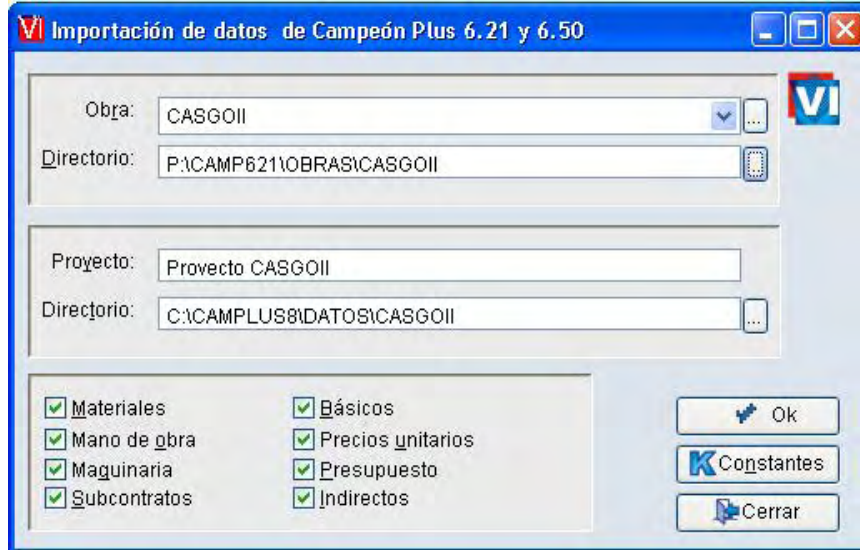 VI Importación de datos de Campeón Plus 6.21 y 6.50
Obra: CASGOII ...
VI
Directorio: P:\CAMP621\OBRAS\CASGOII ...
Proyecto: Provecto CASGOII
Directorio: C:\CAMPLUS8\DATOS\CASGOII ...
Materiales Básicos
Mano de obra Precios unitarios
Maquinaria Presupuesto
Subcontratos Indirectos
Ok
K Constantes
Cerrar